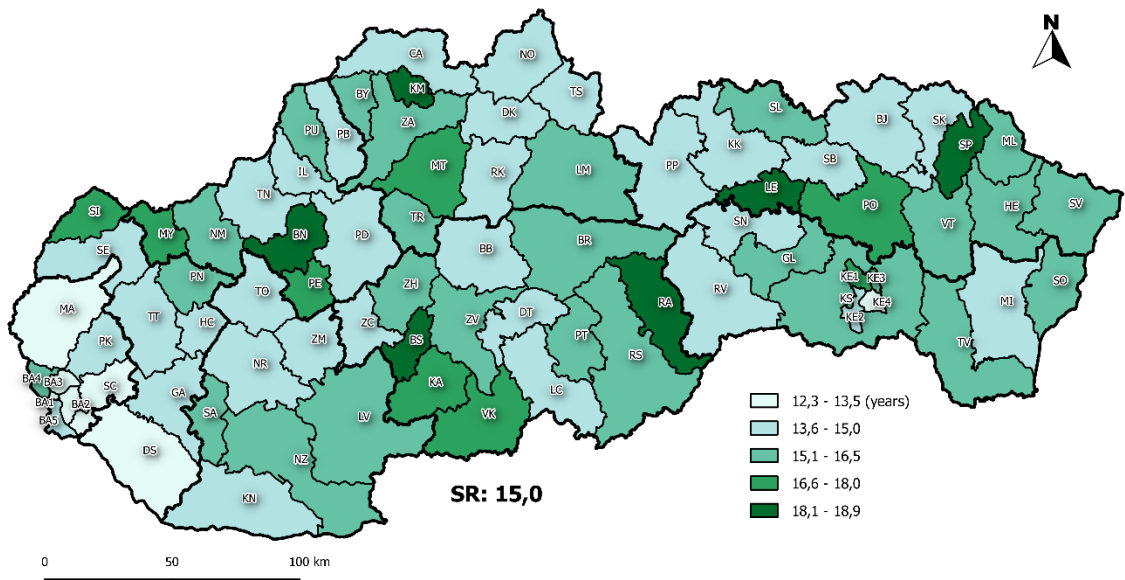 N
CA
NO
TS
BY
KM
DK
PU
PB
ZA
SL
BJ
SK
ML
SP
IL
MT
RK
LM
PP
KK
SB
TN
LE
PO
HE
SV
VT
SI
MY
NM
BN
PD
TR
BB
BR
SN
GL
SE
PN
PE
TO
ZH
RA
RV
KE1
KE3
KS
KE4
KE2
MI
SO
MA
TT
HC
ZC
DT
ZV
PK
ZM
BS
PT
RS
TV
BA4
BA3
SC
NR
GA
KA
LC
BA1
BA2
BA5
SA
LV
VK
DS
NZ
KN
SR: 15,0
12,3 - 13,5 (years)
13,6 - 15,0
15,1 - 16,5
16,6 - 18,0
18,1 - 18,9
0 50 100 km